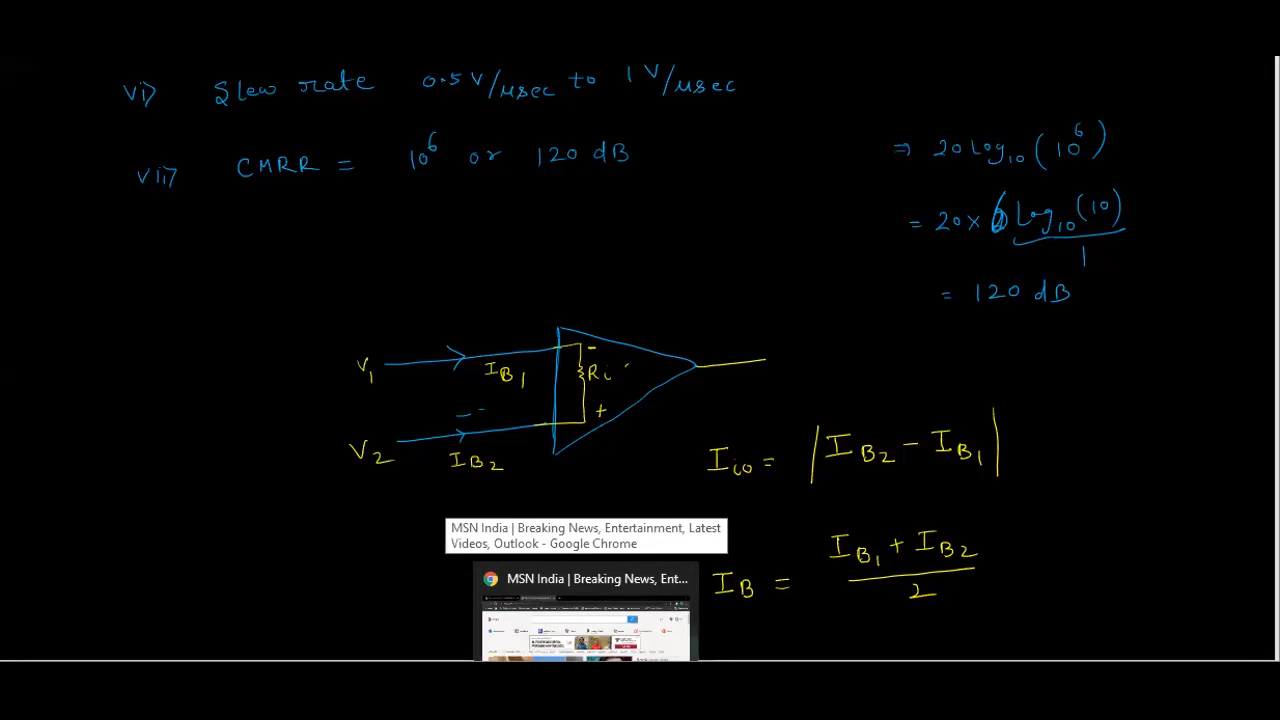 vi) Slew rate 0.5 V/μsec to 1 V/μsec
vii) CMRR = 10^6 or 120 dB
⇒ 20 Log10 (10^6)
= 20 × 6 Log10 (10)
1
= 120 dB
V1
IB1
Ri
-
+
V2
IB2
Iio = |IB2 - IB1|
MSN India | Breaking News, Entertainment, Latest
Videos, Outlook - Google Chrome
MSN India | Breaking News, Ent...
IB = IB1 + IB2
2